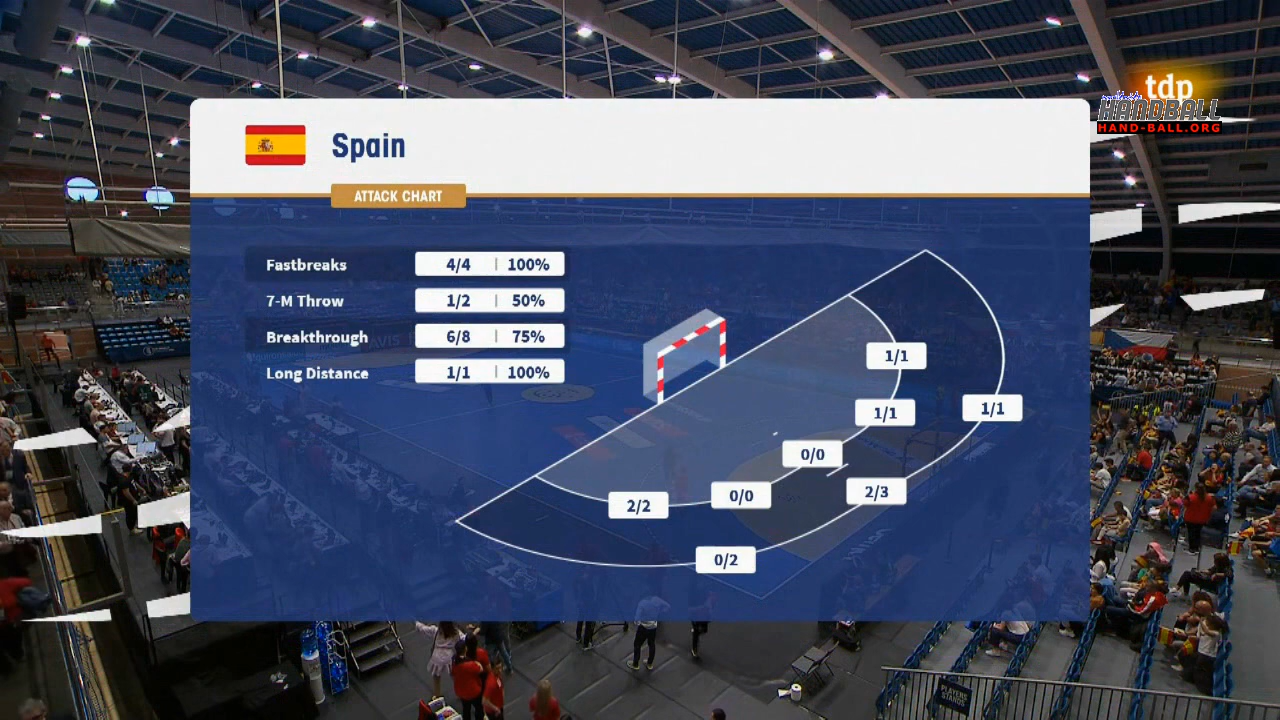 tdp
HANDBALL
HAND-BALL.ORG
Spain
ATTACK CHART
Fastbreaks 4/4 | 100%
7-M Throw 1/2 | 50%
Breakthrough 6/8 | 75%
Long Distance 1/1 | 100%
1/1
1/1
1/1
0/0
0/0
2/3
2/2
0/2
PLAYERS
STANDS